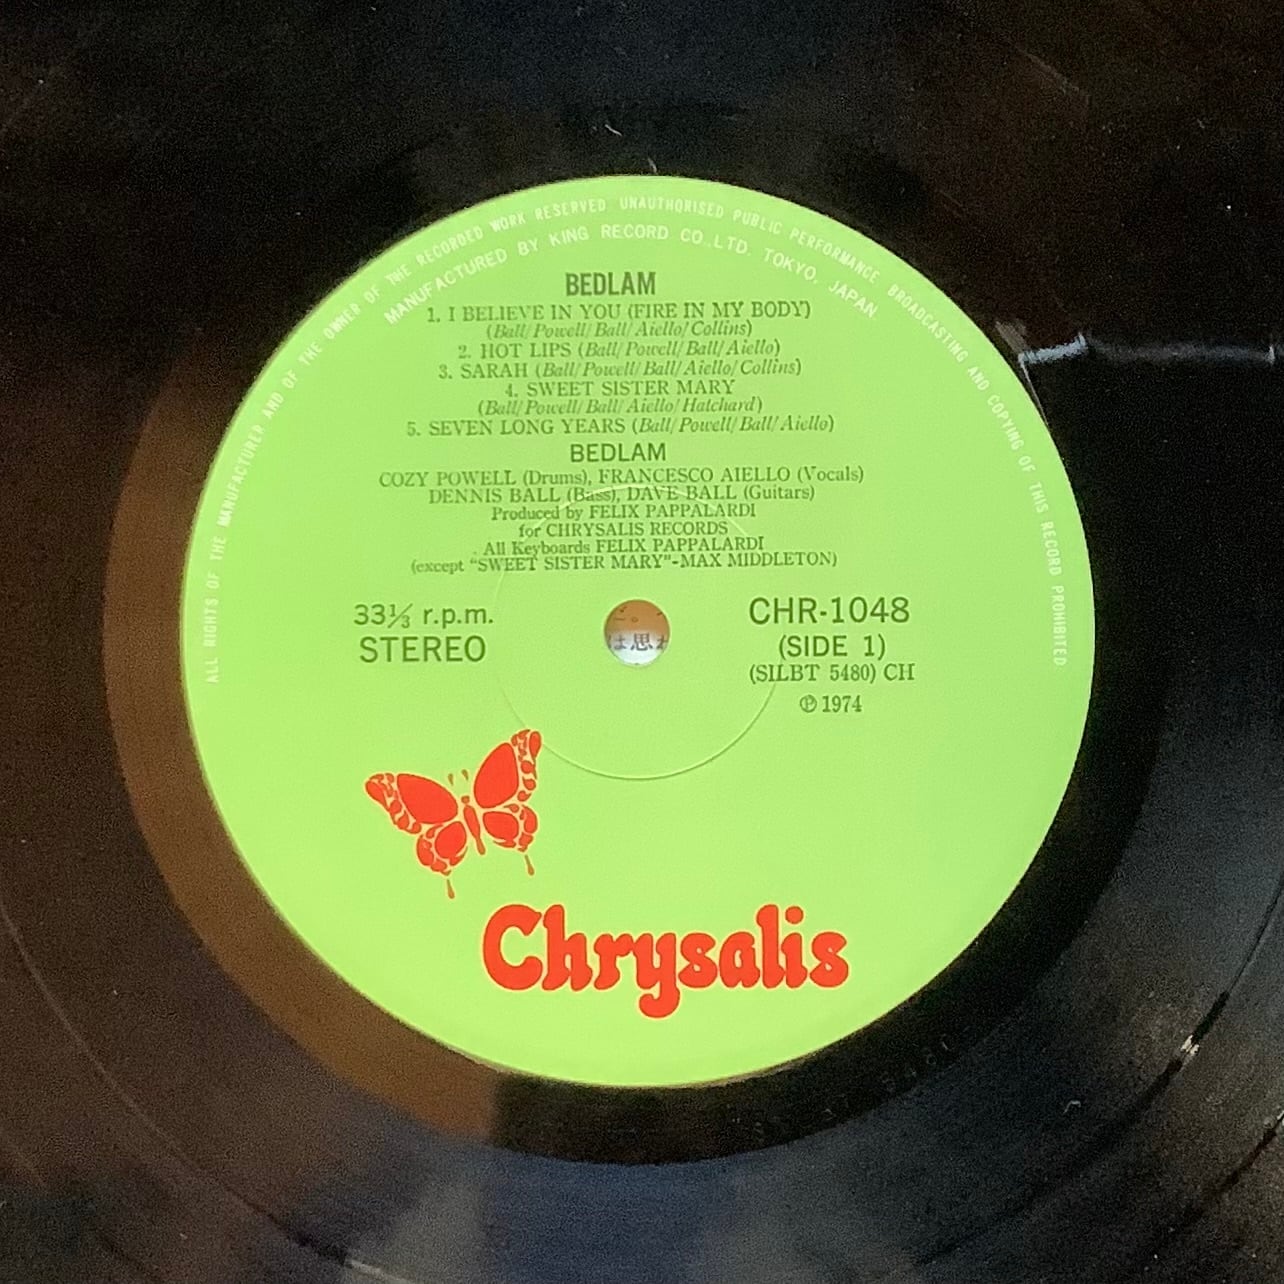 ALL RIGHTS OF THE MANUFACTURER AND OF THE OWNER OF THE RECORDED WORK RESERVED UNAUTHORISED PUBLIC PERFORMANCE BROADCASTING AND COPYING OF THIS RECORD PROHIBITED
MANUFACTURED BY KING RECORD CO.,LTD. TOKYO, JAPAN
BEDLAM
1. I BELIEVE IN YOU (FIRE IN MY BODY)
(Ball/Powell/Ball/Aiello/Collins)
2. HOT LIPS (Ball/Powell/Ball/Aiello)
3. SARAH (Ball/Powell/Ball/Aiello/Collins)
4. SWEET SISTER MARY
(Ball/Powell/Ball/Aiello/Hatchard)
5. SEVEN LONG YEARS (Ball/Powell/Ball/Aiello)
BEDLAM
COZY POWELL (Drums), FRANCESCO AIELLO (Vocals)
DENNIS BALL (Bass), DAVE BALL (Guitars)
Produced by FELIX PAPPALARDI
for CHRYSALIS RECORDS
All Keyboards FELIX PAPPALARDI
(except “SWEET SISTER MARY”-MAX MIDDLETON)
33⅓ r.p.m.
STEREO
は思
CHR-1048
(SIDE 1)
(SILBT 5480) CH
℗ 1974
Chrysalis